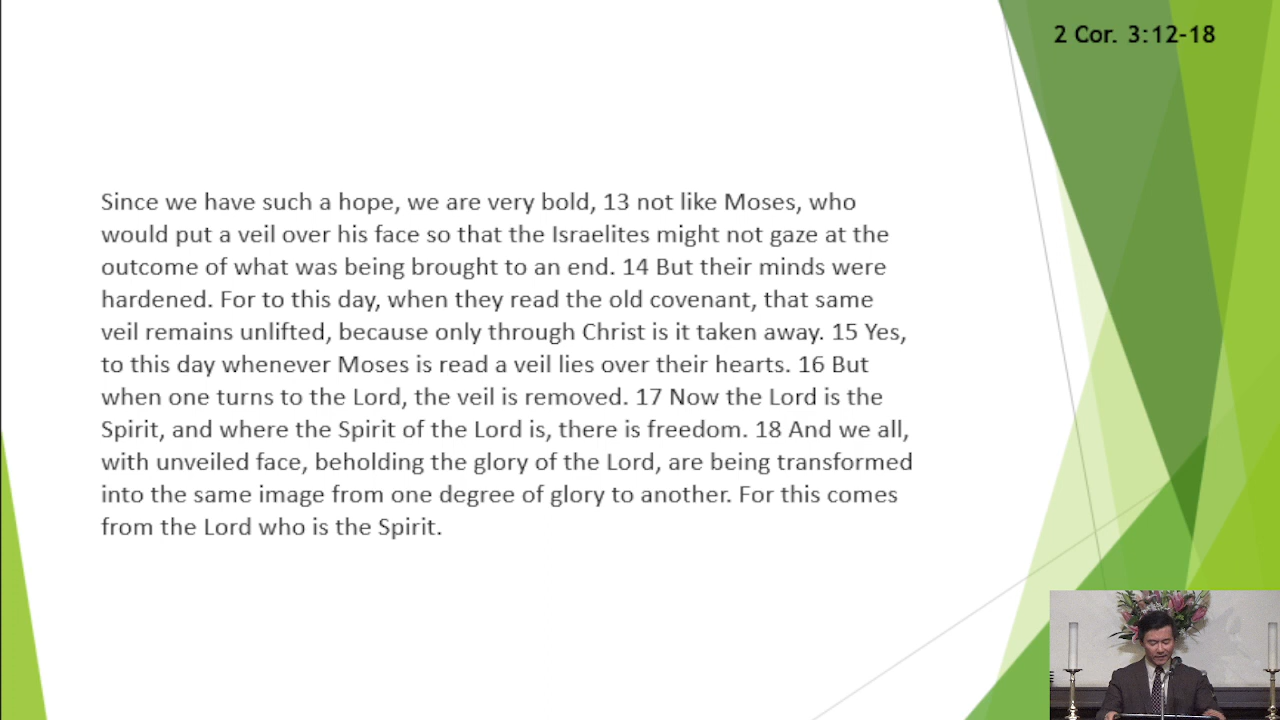 2 Cor. 3:12-18
Since we have such a hope, we are very bold, 13 not like Moses, who
would put a veil over his face so that the Israelites might not gaze at the
outcome of what was being brought to an end. 14 But their minds were
hardened. For to this day, when they read the old covenant, that same
veil remains unlifted, because only through Christ is it taken away. 15 Yes,
to this day whenever Moses is read a veil lies over their hearts. 16 But
when one turns to the Lord, the veil is removed. 17 Now the Lord is the
Spirit, and where the Spirit of the Lord is, there is freedom. 18 And we all,
with unveiled face, beholding the glory of the Lord, are being transformed
into the same image from one degree of glory to another. For this comes
from the Lord who is the Spirit.